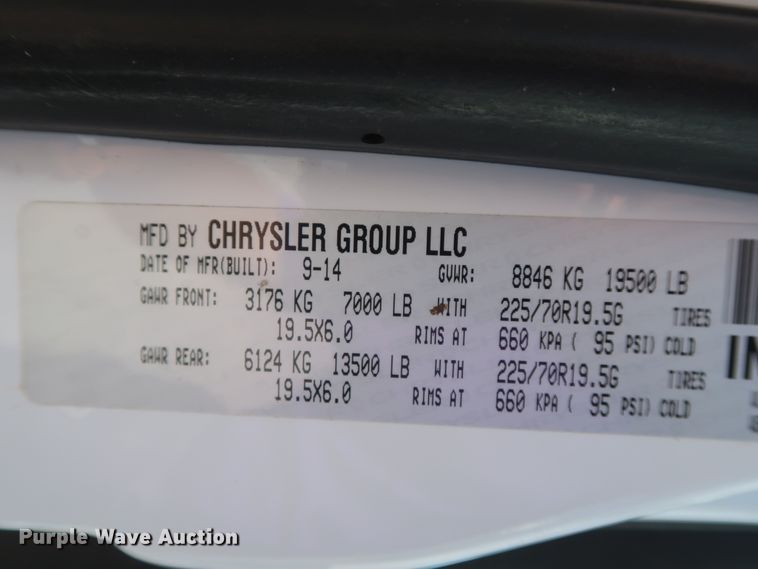 MFD BY CHRYSLER GROUP LLC
DATE OF MFR(BUILT): 9-14 GVWR: 8846 KG 19500 LB
GAWR FRONT: 3176 KG 7000 LB WITH 225/70R19.5G TIRES
19.5X6.0 RIMS AT 660 KPA ( 95 PSI) COLD
GAWR REAR: 6124 KG 13500 LB WITH 225/70R19.5G TIRES
19.5X6.0 RIMS AT 660 KPA ( 95 PSI) COLD
Purple Wave Auction